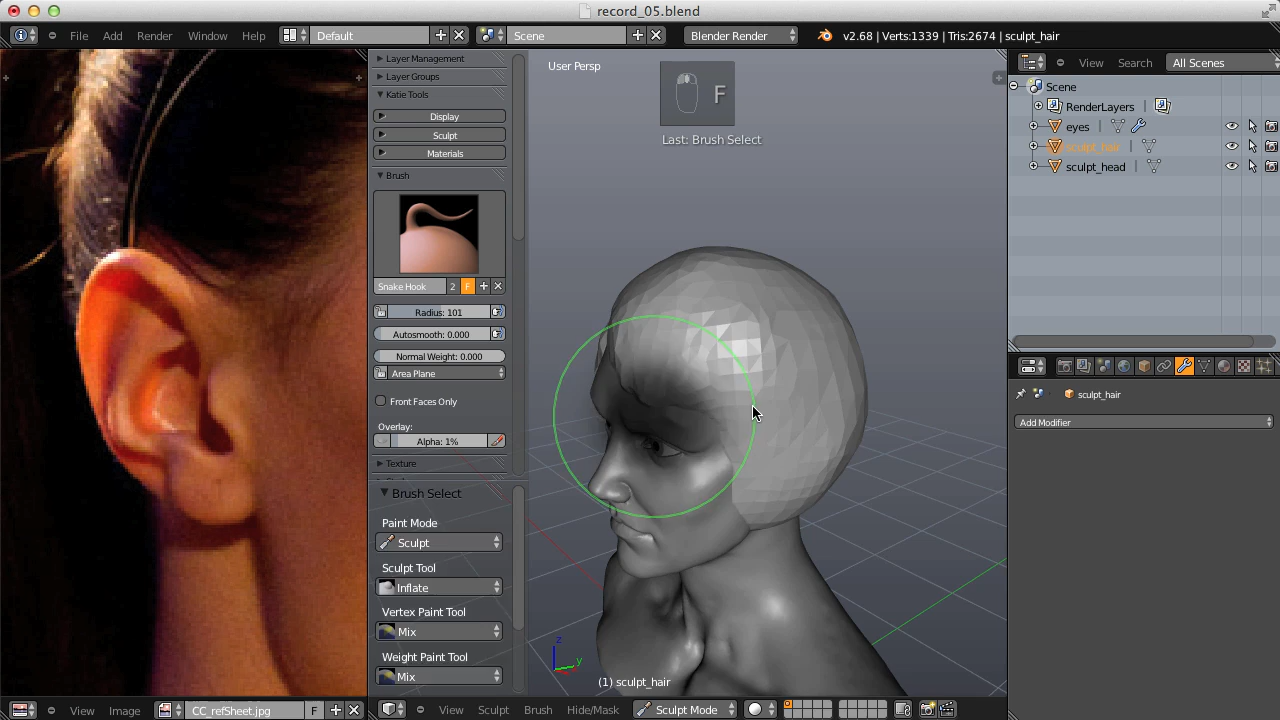 record_05.blend
File Add Render Window Help Default Scene Blender Render v2.68 | Verts:1339 | Tris:2674 | sculpt_hair
Layer Management
Layer Groups
Katie Tools
Display
Sculpt
Materials
Brush
Snake Hook 2 F
Radius: 101
Autosmooth: 0.000
Normal Weight: 0.000
Area Plane
Front Faces Only
Overlay:
Alpha: 1%
Texture
Brush Select
Paint Mode
Sculpt
Sculpt Tool
Inflate
Vertex Paint Tool
Mix
Weight Paint Tool
Mix
User Persp
F
Last: Brush Select
z
y
(1) sculpt_hair
View Search All Scenes
Scene
RenderLayers |
eyes |
sculpt_hair |
sculpt_head |
sculpt_hair
Add Modifier
View Image CC_refSheet.jpg F
View Sculpt Brush Hide/Mask Sculpt Mode